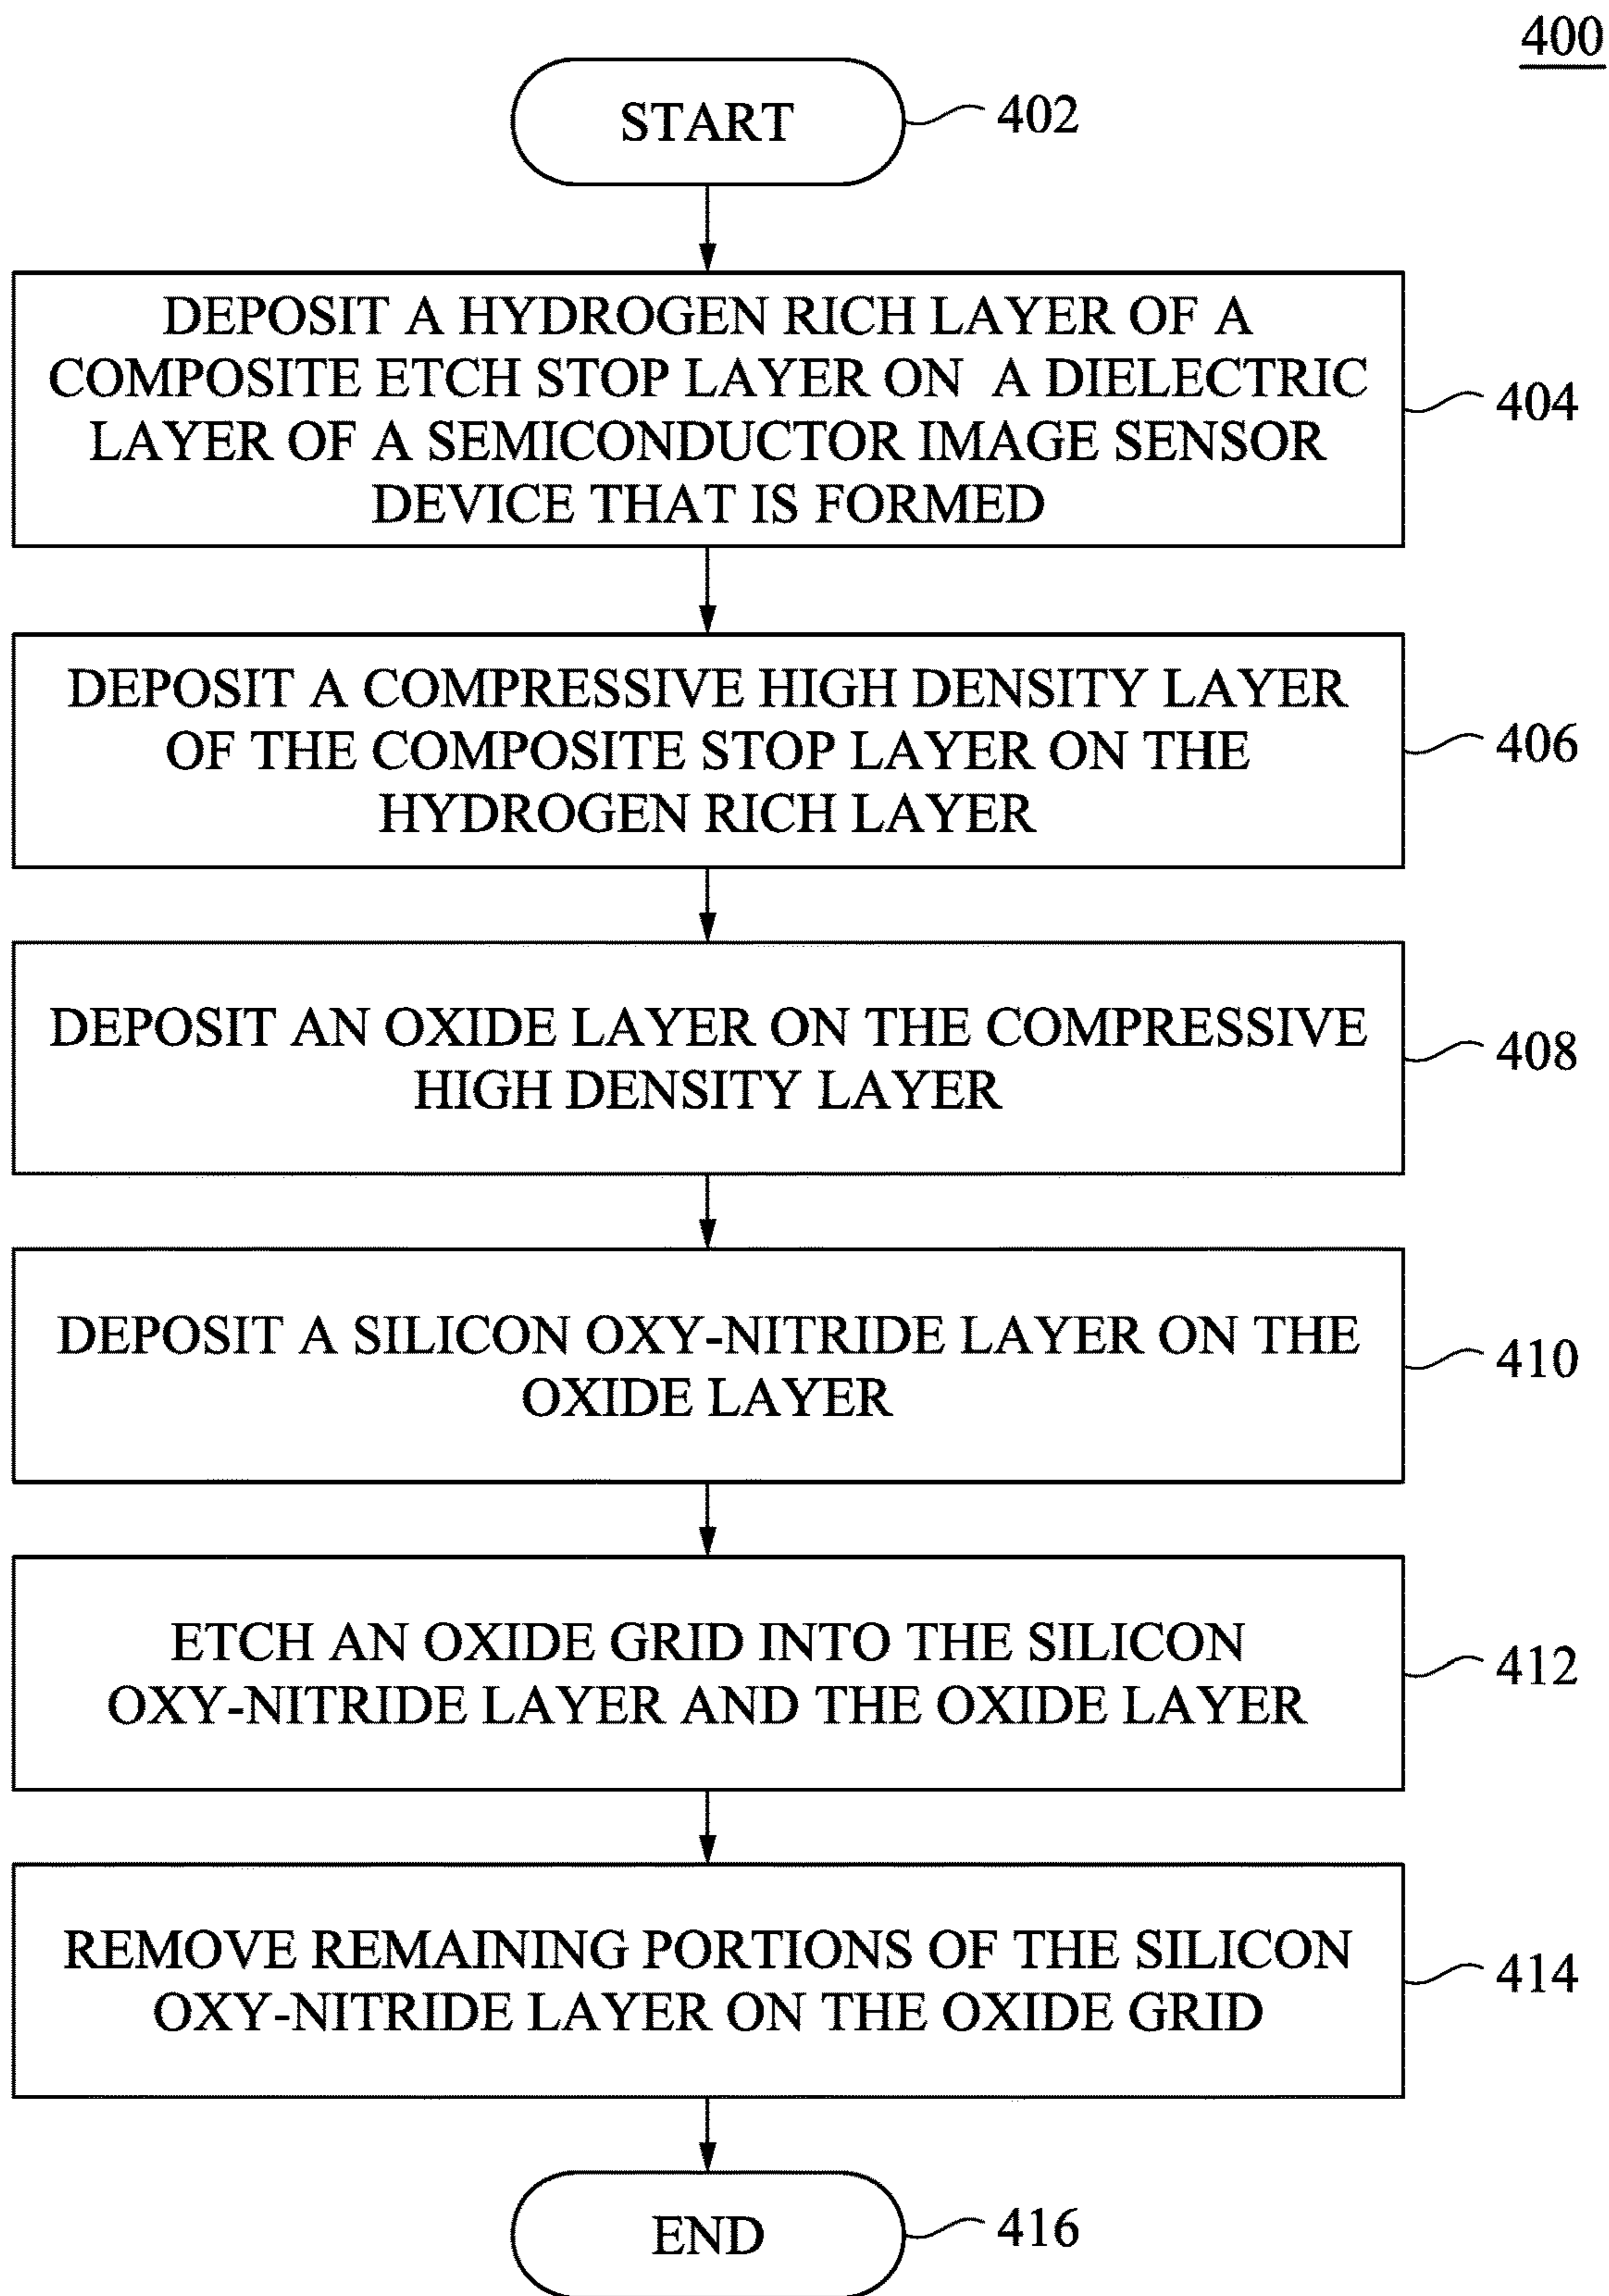 400
START
402
DEPOSIT A HYDROGEN RICH LAYER OF A
COMPOSITE ETCH STOP LAYER ON A DIELECTRIC
LAYER OF A SEMICONDUCTOR IMAGE SENSOR
DEVICE THAT IS FORMED
404
DEPOSIT A COMPRESSIVE HIGH DENSITY LAYER
OF THE COMPOSITE STOP LAYER ON THE
HYDROGEN RICH LAYER
406
DEPOSIT AN OXIDE LAYER ON THE COMPRESSIVE
HIGH DENSITY LAYER
408
DEPOSIT A SILICON OXY-NITRIDE LAYER ON THE
OXIDE LAYER
410
ETCH AN OXIDE GRID INTO THE SILICON
OXY-NITRIDE LAYER AND THE OXIDE LAYER
412
REMOVE REMAINING PORTIONS OF THE SILICON
OXY-NITRIDE LAYER ON THE OXIDE GRID
414
END
416